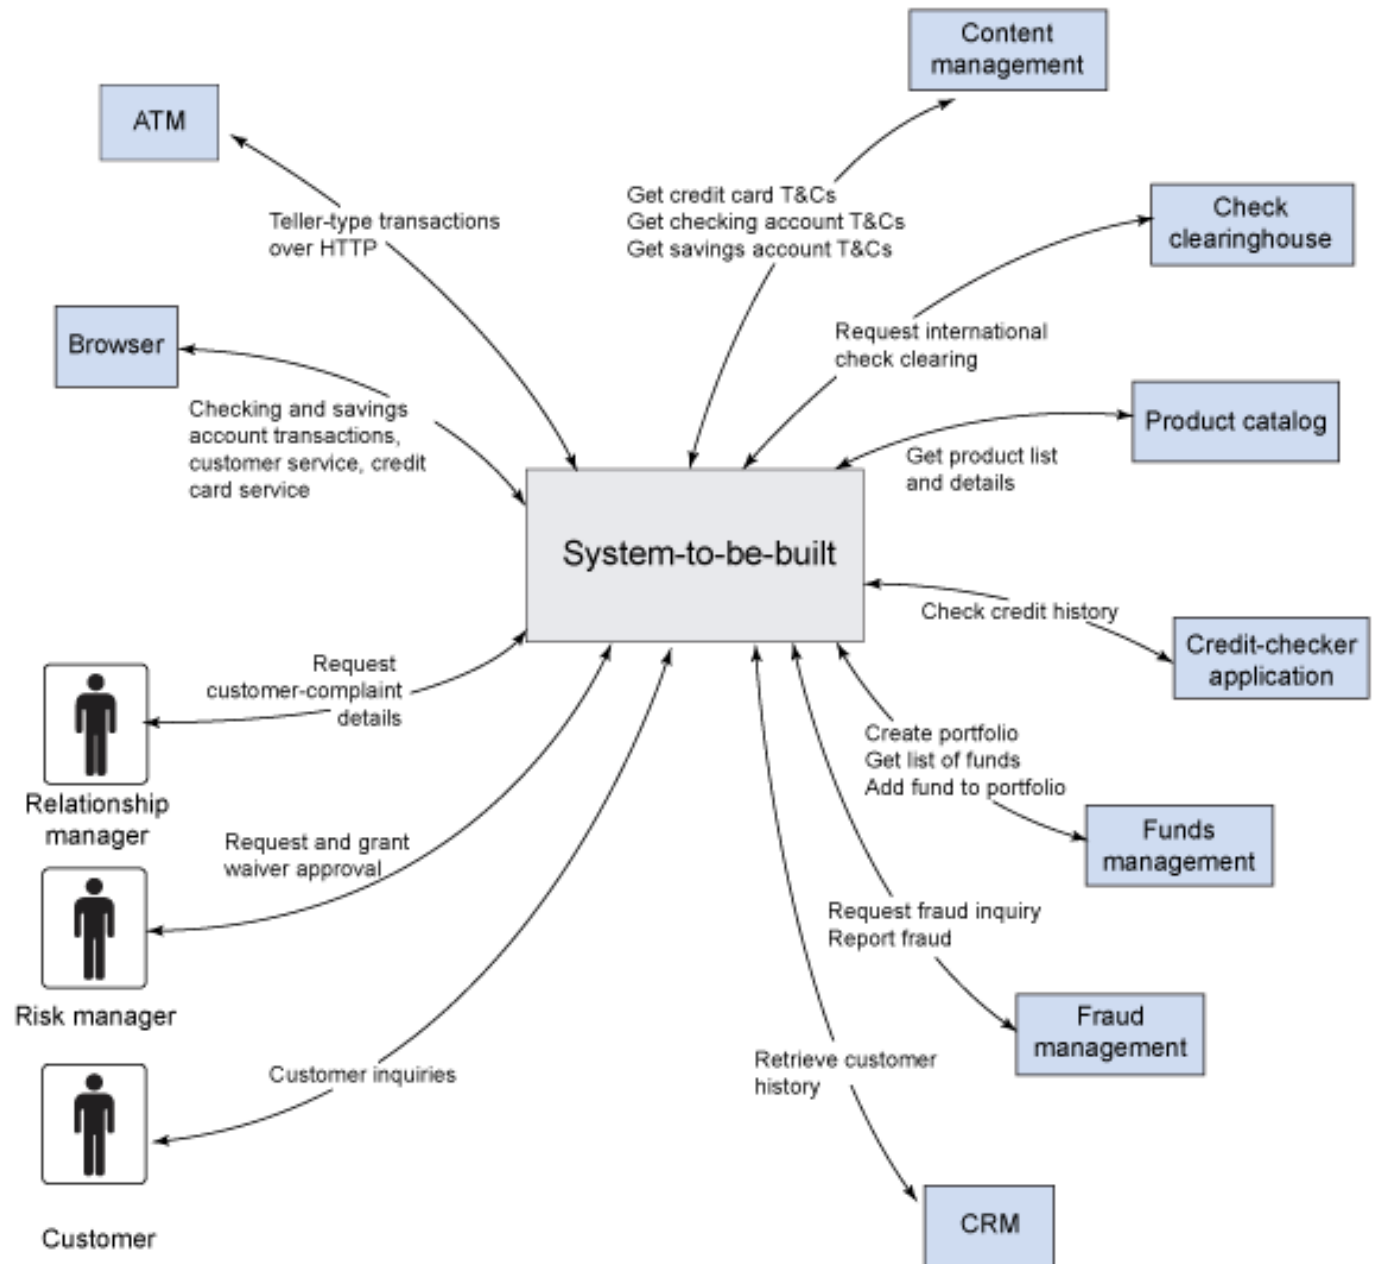 Content
management
ATM
Get credit card T&Cs
Get checking account T&Cs
Get savings account T&Cs
Check
clearinghouse
Teller-type transactions
over HTTP
Browser
Request international
check clearing
Checking and savings
account transactions,
customer service, credit
card service
Product catalog
Get product list
and details
System-to-be-built
Check credit history
Credit-checker
application
Request
customer-complaint
details
Relationship
manager
Create portfolio
Get list of funds
Add fund to portfolio
Funds
management
Request and grant
waiver approval
Risk manager
Request fraud inquiry
Report fraud
Fraud
management
Customer inquiries
Retrieve customer
history
Customer
CRM